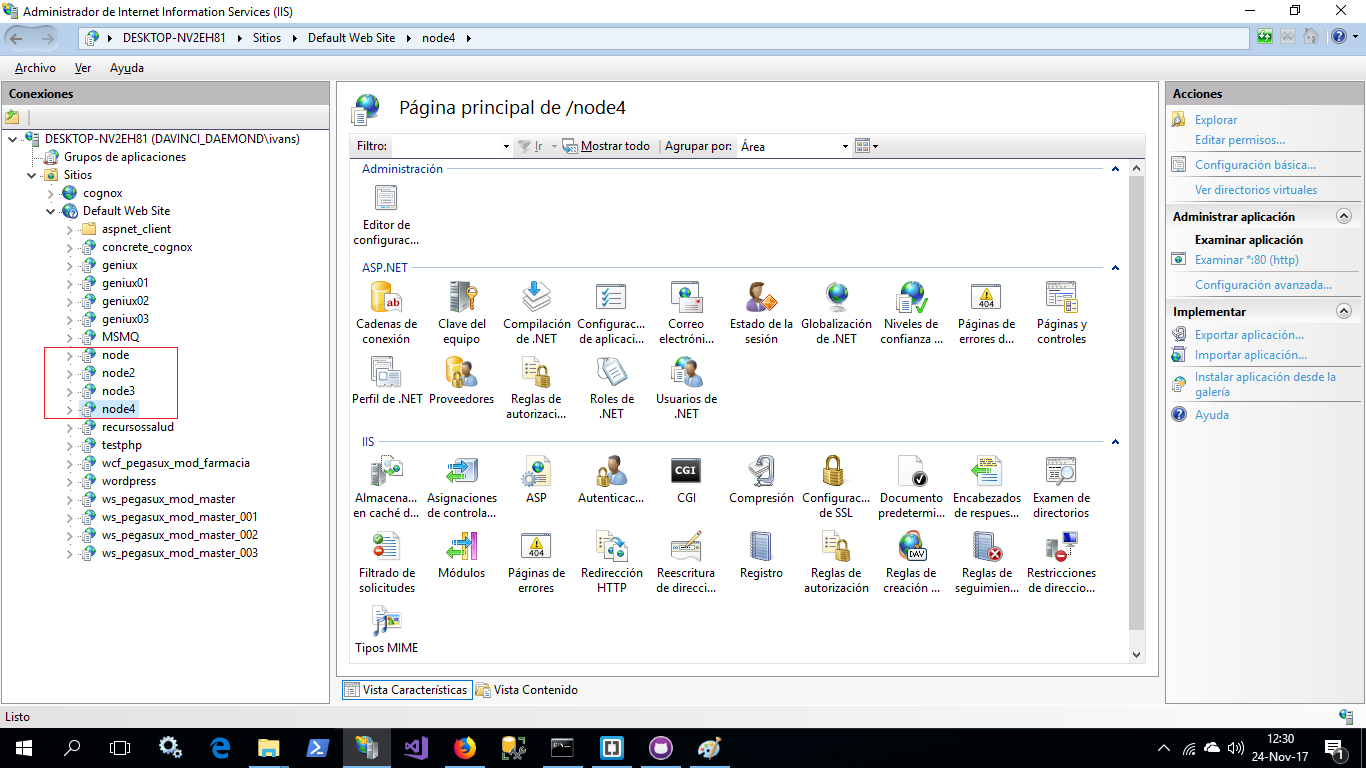 Administrador de Internet Information Services (IIS)
DESKTOP-NV2EH81 Sitios Default Web Site node4
Archivo Ver Ayuda
Conexiones
DESKTOP-NV2EH81 (DAVINCI_DAEMOND\ivans)
Grupos de aplicaciones
Sitios
cognox
Default Web Site
aspnet_client
concrete_cognox
geniux
geniux01
geniux02
geniux03
MSMQ
node
node2
node3
node4
recursossalud
testphp
wcf_pegasux_mod_farmacia
wordpress
ws_pegasux_mod_master
ws_pegasux_mod_master_001
ws_pegasux_mod_master_002
ws_pegasux_mod_master_003
Página principal de /node4
Filtro: Ir Mostrar todo Agrupar por: Área
Administración
Editor de
configurac...
ASP.NET
Cadenas de Clave del Compilación Configurac... Correo Estado de la Globalización Niveles de Páginas de Páginas y
conexión equipo de .NET de aplicaci... electróni... sesión de .NET confianza ... errores d... controles
Perfil de .NET Proveedores Reglas de Roles de Usuarios de
autorizaci... .NET .NET
IIS
Almacena... Asignaciones ASP Autenticac... CGI Compresión Configurac... Documento Encabezados Examen de
en caché d... de controla... de SSL predetermi... de respues... directorios
Filtrado de Módulos Páginas de Redirección Reescritura Registro Reglas de Reglas de Reglas de Restricciones
solicitudes errores HTTP de direcci... autorización creación ... seguimien... de direccio...
Tipos MIME
Vista Características Vista Contenido
Acciones
Explorar
Editar permisos...
Configuración básica...
Ver directorios virtuales
Administrar aplicación
Examinar aplicación
Examinar *:80 (http)
Configuración avanzada...
Implementar
Exportar aplicación...
Importar aplicación...
Instalar aplicación desde la
galería
Ayuda
Listo
12:30
24-Nov-17